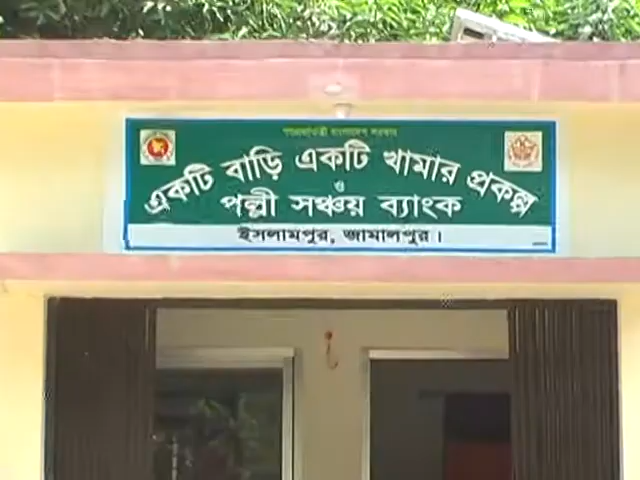 গণপ্রজাতন্ত্রী বাংলাদেশ সরকার
একটি বাড়ি একটি খামার প্রকল্প
ও
পল্লী সঞ্চয় ব্যাংক
ইসলামপুর, জামালপুর।